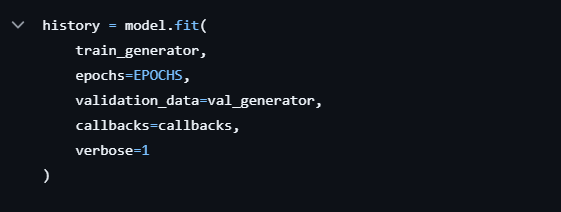 history = model.fit(
    train_generator,
    epochs=EPOCHS,
    validation_data=val_generator,
    callbacks=callbacks,
    verbose=1
)